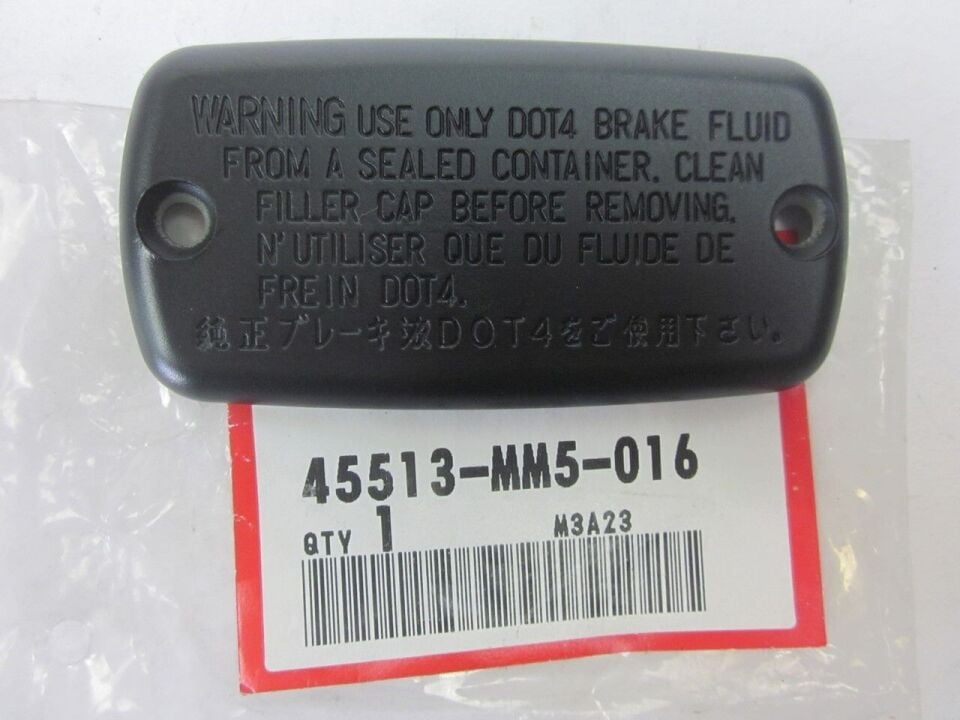 WARNING USE ONLY DOT4 BRAKE FLUID
FROM A SEALED CONTAINER. CLEAN
FILLER CAP BEFORE REMOVING.
N'UTILISER QUE DU FLUIDE DE
FREIN DOT4.
純正ブレーキ液DOT4をご使用下さい。
45513-MM5-016
QTY 1 M3A23